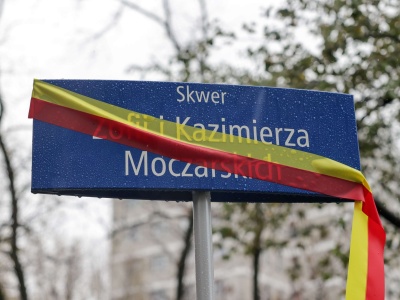 Skwer
Zofii i Kazimierza
Moczarskich